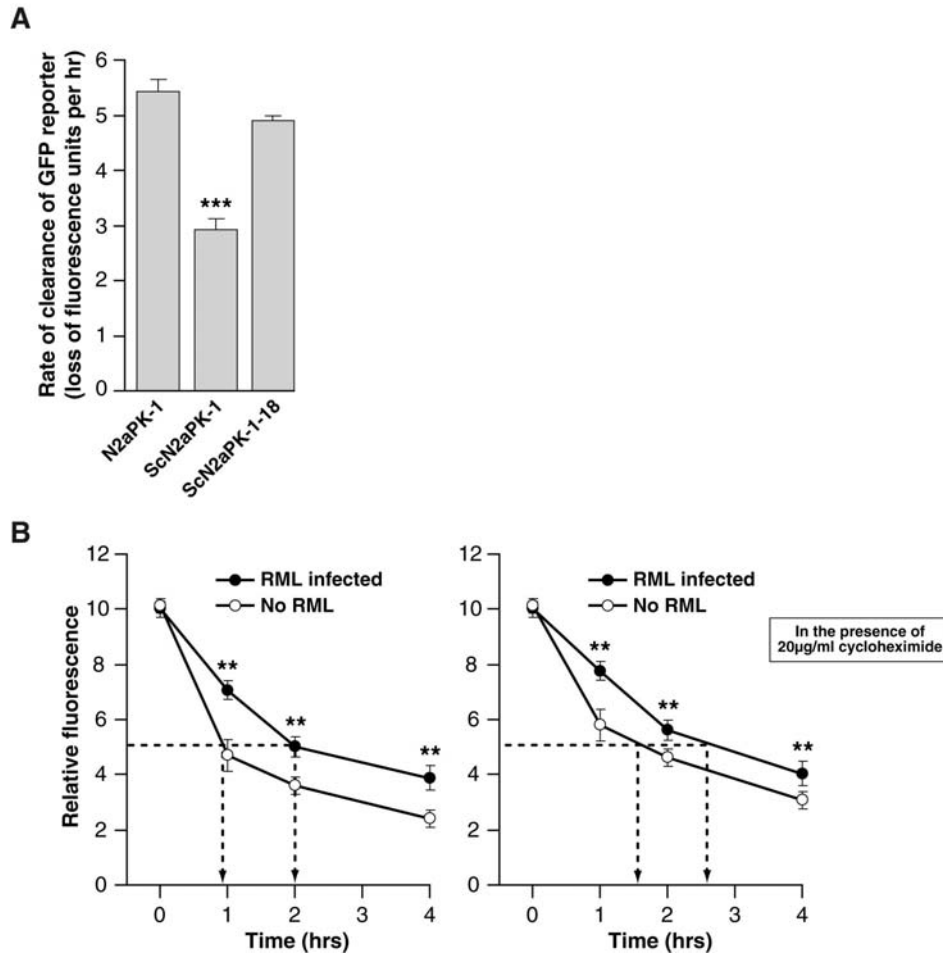 A
Rate of clearance of GFP reporter
(loss of fluorescence units per hr)
6
5
4
3
2
1
0
***
N2aPK-1
ScN2aPK-1
ScN2aPK-1-18
B
Relative fluorescence
12
10
8
6
4
2
0
RML infected
No RML
**
**
**
0 1 2 3 4
Time (hrs)
12
10
8
6
4
2
0
RML infected
No RML
**
**
**
0 1 2 3 4
Time (hrs)
In the presence of
20µg/ml cycloheximide